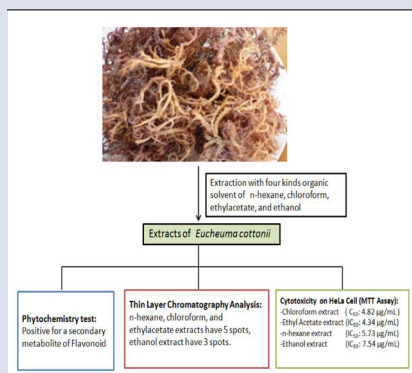 Extraction with four kinds organic
solvent of n-hexane, chloroform,
ethylacetate, and ethanol
Extracts of Eucheuma cottonii
Phytochemistry test:
Positive for a secondary
metabolite of Flavonoid
Thin Layer Chromatography Analysis:
n-hexane, chloroform, and
ethylacetate extracts have 5 spots,
ethanol extract have 3 spots.
Cytotoxicity on HeLa Cell (MTT Assay):
-Chloroform extract ( C₅₀: 4.82 µg/mL)
-Ethyl Acetate extract (IC₅₀: 4.34 µg/mL)
-n-hexane extract (IC₅₀: 5.73 µg/mL)
-Ethanol extract (IC₅₀: 7.54 µg/mL)